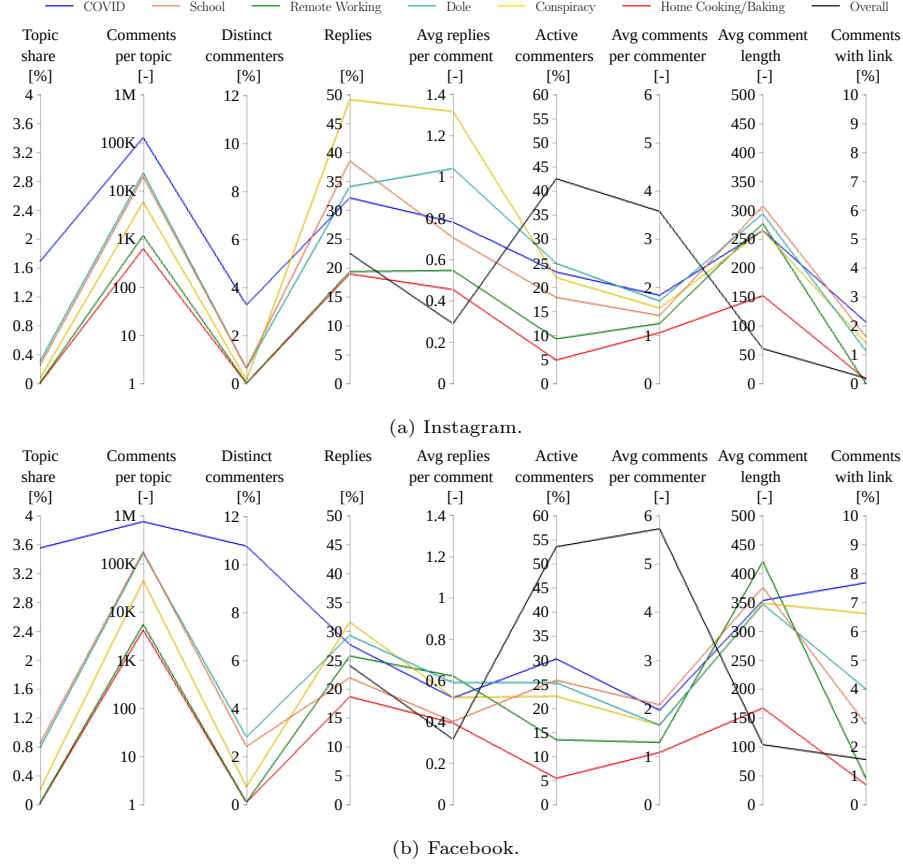 COVID School Remote Working Dole Conspiracy Home Cooking/Baking Overall
Topic Comments Distinct Replies Avg replies Active Avg comments Avg comment Comments
share per topic commenters per comment commenters per commenter length with link
[%] [-] [%] [%] [-] [%] [-] [-] [%]
4 1M 12 50 1.4 60 6 500 10
3.6 100K 10 45 1.2 55 5 450 9
3.2 10K 8 40 1 50 4 400 8
2.8 1K 6 35 0.8 45 3 350 7
2.4 100 4 30 0.6 40 2 300 6
2 10 2 25 0.4 35 1 250 5
1.6 1 0 20 0.2 30 0 200 4
1.2 15 0 25 150 3
0.8 10 20 100 2
0.4 5 15 50 1
0 0 10 0 0
5
0
(a) Instagram.
Topic Comments Distinct Replies Avg replies Active Avg comments Avg comment Comments
share per topic commenters per comment commenters per commenter length with link
[%] [-] [%] [%] [-] [%] [-] [-] [%]
4 1M 12 50 1.4 60 6 500 10
3.6 100K 10 45 1.2 55 5 450 9
3.2 10K 8 40 1 50 4 400 8
2.8 1K 6 35 0.8 45 3 350 7
2.4 100 4 30 0.6 40 2 300 6
2 10 2 25 0.4 35 1 250 5
1.6 1 0 20 0.2 30 0 200 4
1.2 15 0 25 150 3
0.8 10 20 100 2
0.4 5 15 50 1
0 0 10 0 0
5
0
(b) Facebook.